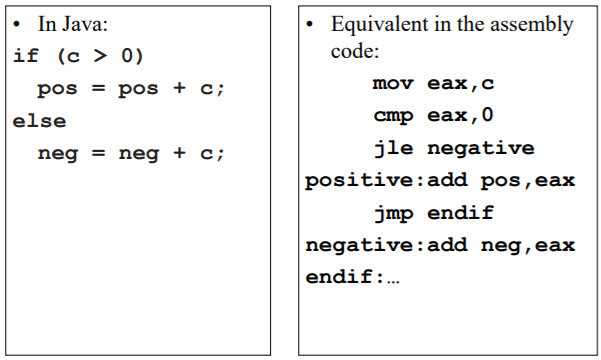 • In Java:
if (c > 0)
pos = pos + c;
else
neg = neg + c;
• Equivalent in the assembly
code:
mov eax,c
cmp eax,0
jle negative
positive:add pos,eax
jmp endif
negative:add neg,eax
endif:…